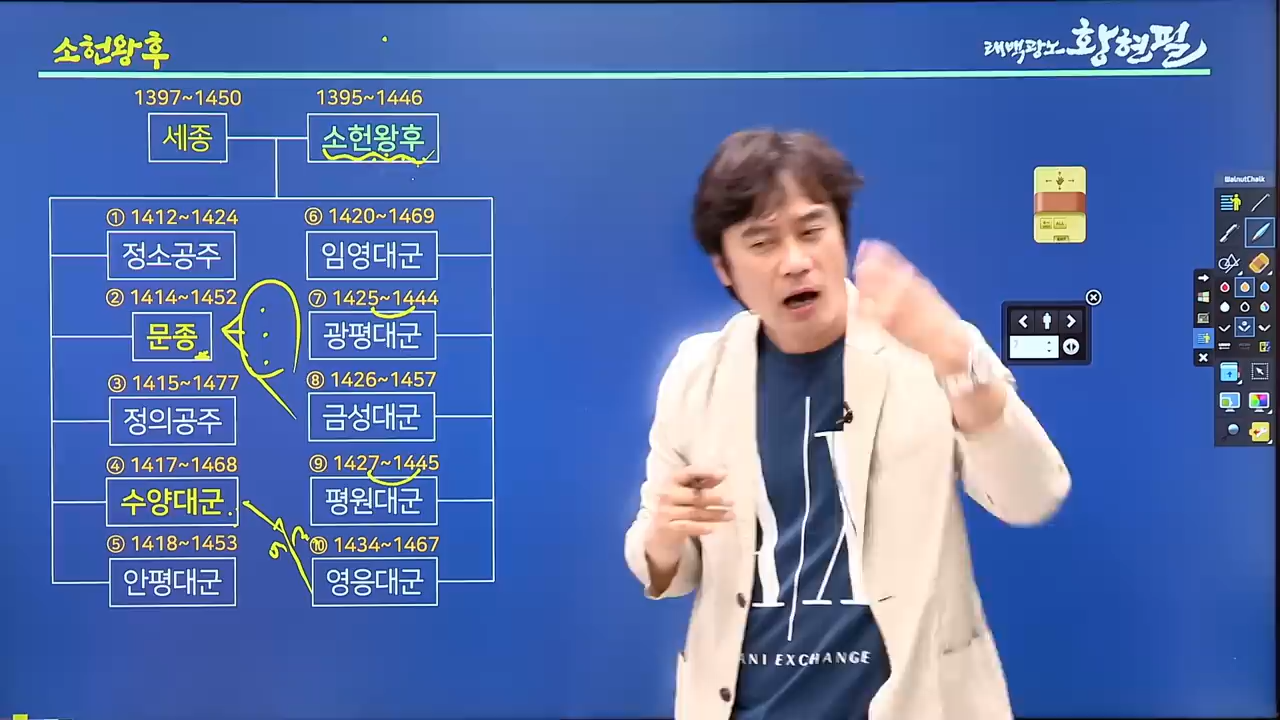 소헌왕후
태백광노 황현필
1397~1450
세종
1395~1446
소헌왕후
① 1412~1424
정소공주
② 1414~1452
문종
③ 1415~1477
정의공주
④ 1417~1468
수양대군
⑤ 1418~1453
안평대군
⑥ 1420~1469
임영대군
⑦ 1425~1444
광평대군
⑧ 1426~1457
금성대군
⑨ 1427~1445
평원대군
⑩ 1434~1467
영응대군
ANI EXCHANGE
WalnutChalk